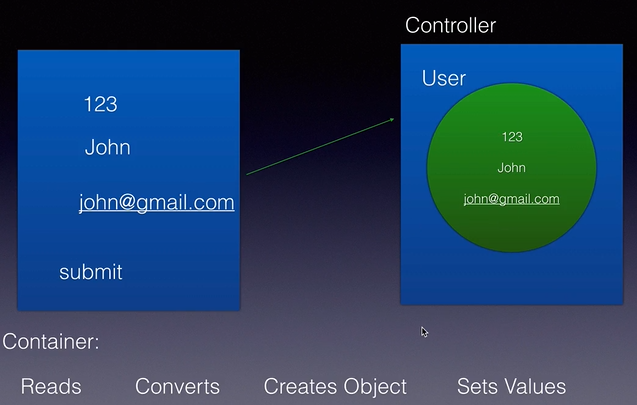 Controller
123
John
john@gmail.com
submit
User
123
John
john@gmail.com
Container:
Reads Converts Creates Object Sets Values